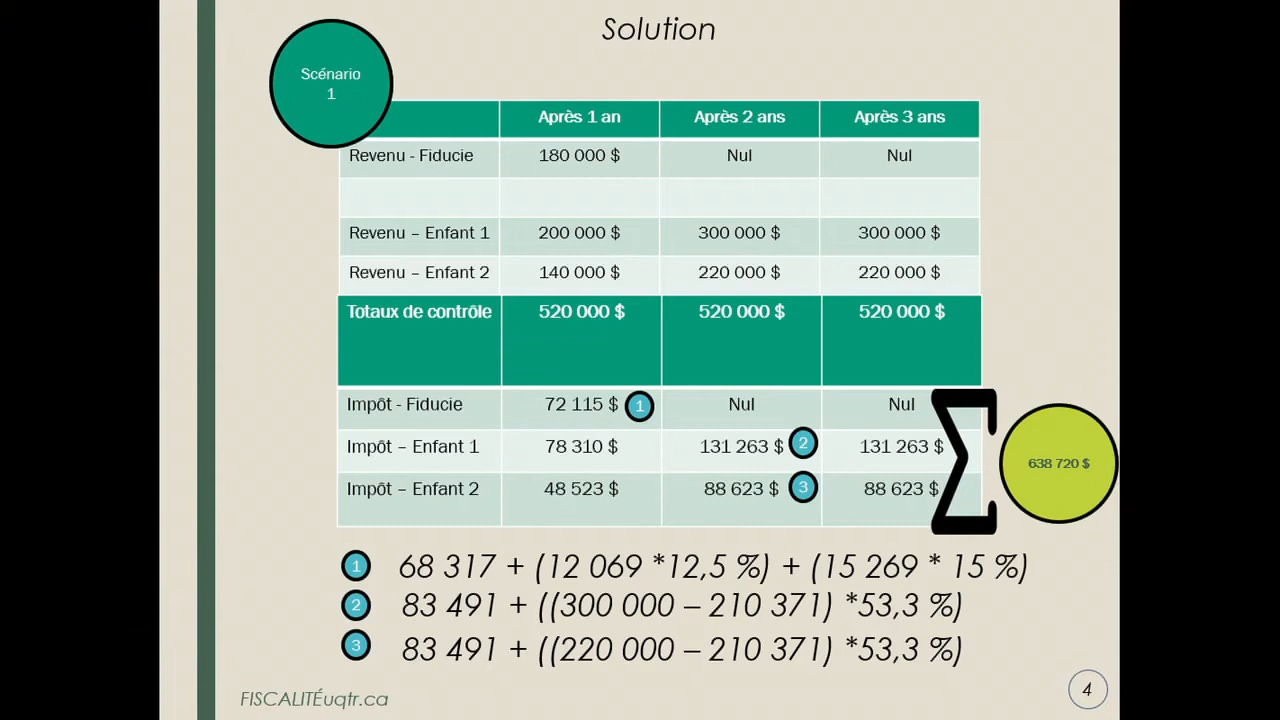 Solution
Scénario
1
Après 1 an Après 2 ans Après 3 ans
Revenu - Fiducie 180 000 $ Nul Nul
Revenu – Enfant 1 200 000 $ 300 000 $ 300 000 $
Revenu – Enfant 2 140 000 $ 220 000 $ 220 000 $
Totaux de contrôle 520 000 $ 520 000 $ 520 000 $
Impôt - Fiducie 72 115 $ 1 Nul Nul
Impôt – Enfant 1 78 310 $ 131 263 $ 2 131 263 $
Impôt – Enfant 2 48 523 $ 88 623 $ 3 88 623 $
Σ 638 720 $
1 68 317 + (12 069 *12,5 %) + (15 269 * 15 %)
2 83 491 + ((300 000 – 210 371) *53,3 %)
3 83 491 + ((220 000 – 210 371) *53,3 %)
FISCALITÉuqtr.ca
4